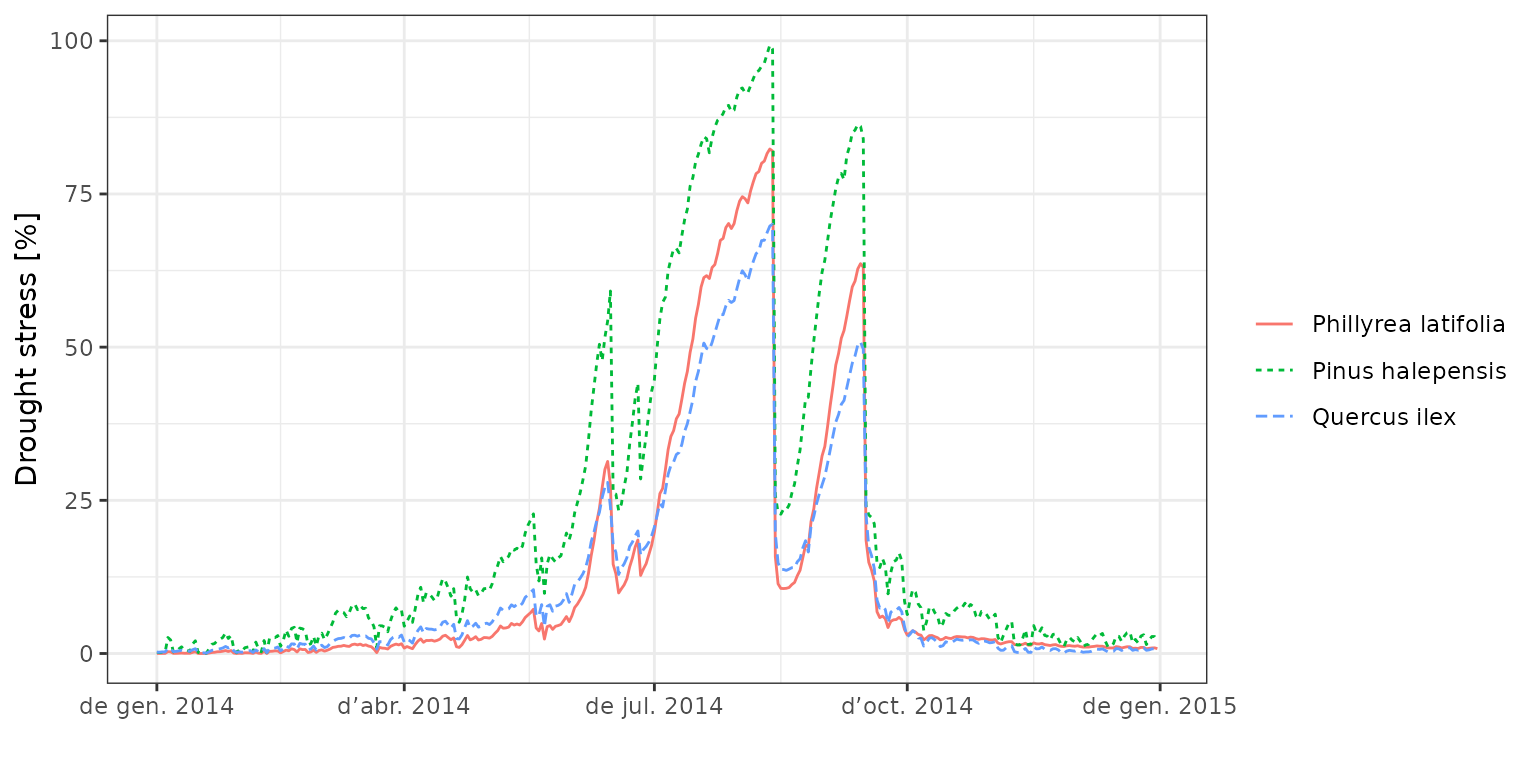 Drought stress [%]
100
75
50
25
0
de gen. 2014
d’abr. 2014
de jul. 2014
d’oct. 2014
de gen. 2015
Phillyrea latifolia
Pinus halepensis
Quercus ilex